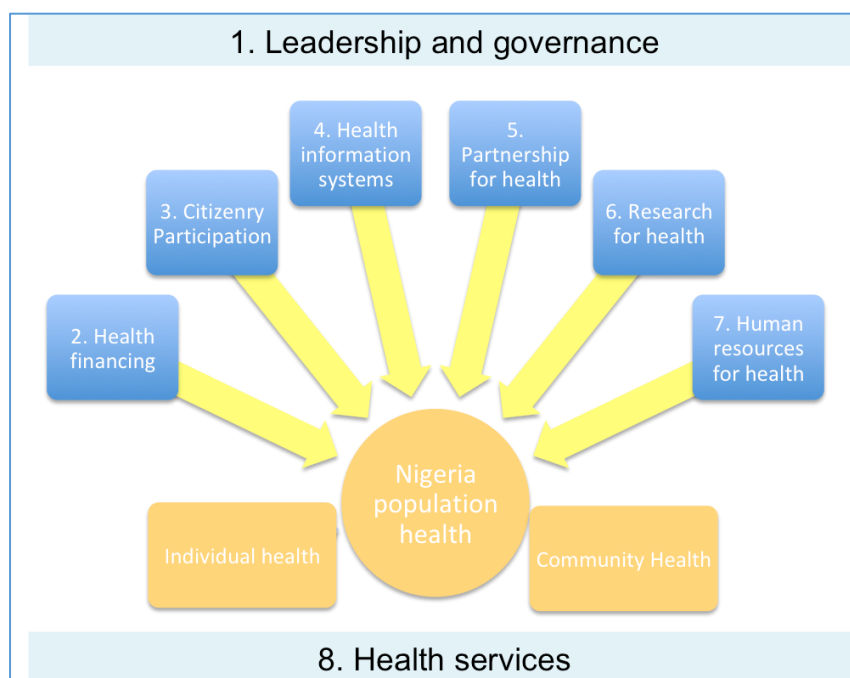 1. Leadership and governance
4. Health
information
systems
5.
Partnership
for health
3. Citizenry
Participation
6. Research
for health
2. Health
financing
7. Human
resources
for health
Nigeria
population
health
Individual health
Community Health
8. Health services